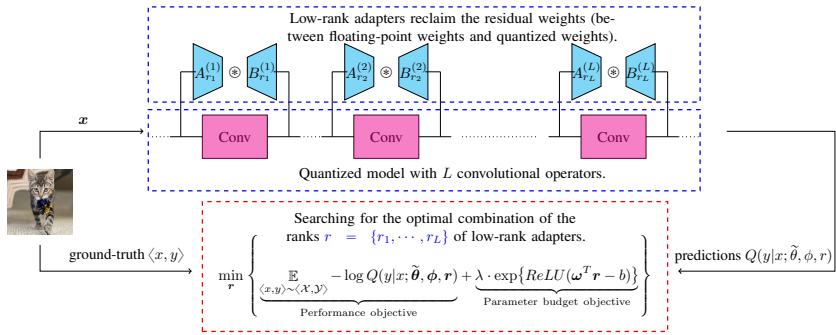 Low-rank adapters reclaim the residual weights (be-
tween floating-point weights and quantized weights).
A_{r_1}^{(1)} ⊛ B_{r_1}^{(1)} A_{r_2}^{(2)} ⊛ B_{r_2}^{(2)} A_{r_L}^{(L)} ⊛ B_{r_L}^{(L)}
x
Conv Conv Conv
Quantized model with L convolutional operators.
Searching for the optimal combination of the
ranks r = {r_1, ⋯, r_L} of low-rank adapters.
ground-truth ⟨x, y⟩
predictions Q(y|x; \widetilde{θ}, ϕ, r)
min_r { E_{⟨x,y⟩∼⟨X,Y⟩} − log Q(y|x; \widetilde{θ}, ϕ, r) + λ · exp{ReLU(ω^T r − b)} }
Performance objective
Parameter budget objective